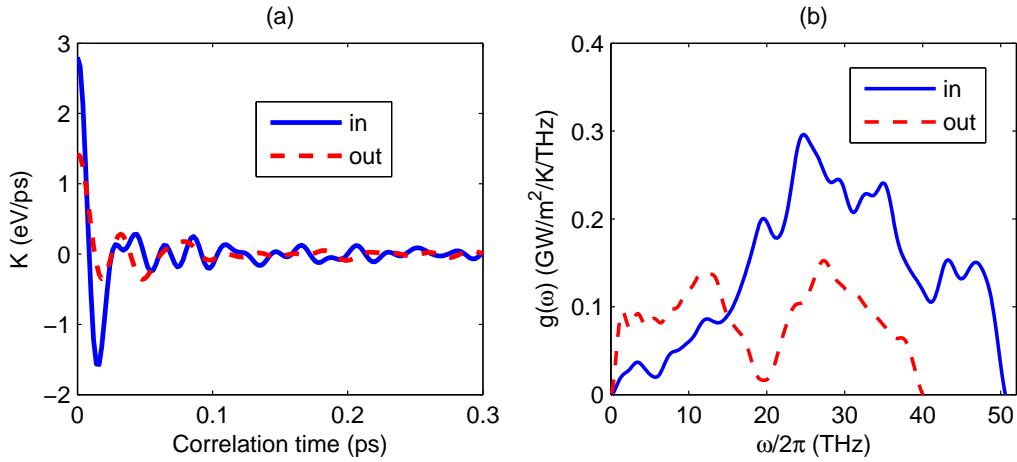 (a)
K (eV/ps)
3
2
1
0
−1
−2
in
out
0
0.1
0.2
0.3
Correlation time (ps)
(b)
g(ω) (GW/m²/K/THz)
0.4
0.3
0.2
0.1
0
in
out
0
10
20
30
40
50
ω/2π (THz)